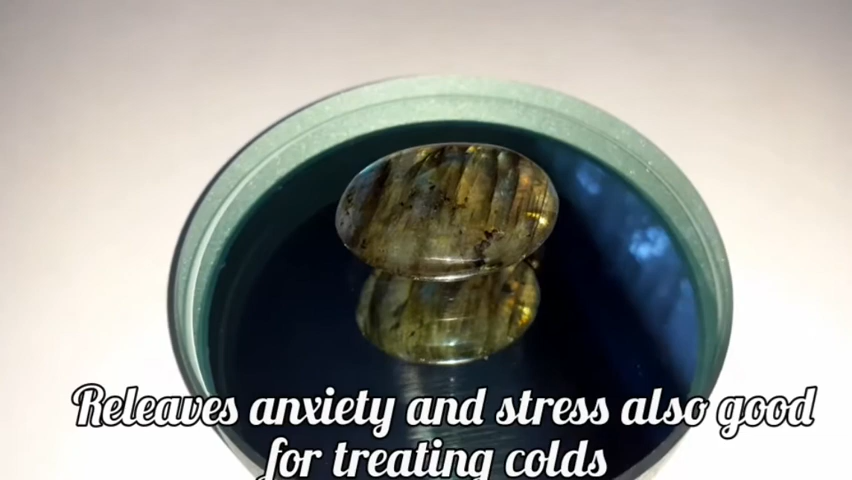 Releaves anxiety and stress also good
for treating colds